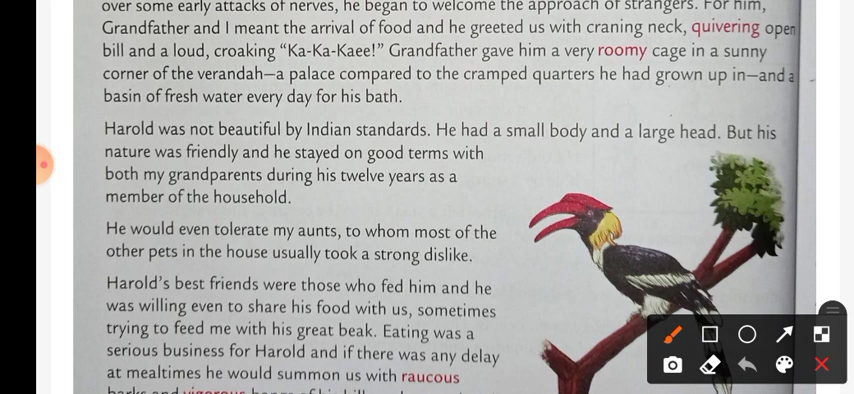 over some early attacks of nerves, he began to welcome the approach of strangers. For him,
Grandfather and I meant the arrival of food and he greeted us with craning neck, quivering open
bill and a loud, croaking “Ka-Ka-Kaee!” Grandfather gave him a very roomy cage in a sunny
corner of the verandah—a palace compared to the cramped quarters he had grown up in—and a
basin of fresh water every day for his bath.
Harold was not beautiful by Indian standards. He had a small body and a large head. But his
nature was friendly and he stayed on good terms with
both my grandparents during his twelve years as a
member of the household.
He would even tolerate my aunts, to whom most of the
other pets in the house usually took a strong dislike.
Harold’s best friends were those who fed him and he
was willing even to share his food with us, sometimes
trying to feed me with his great beak. Eating was a
serious business for Harold and if there was any delay
at mealtimes he would summon us with raucous
barks and vigorous bangs of his bill